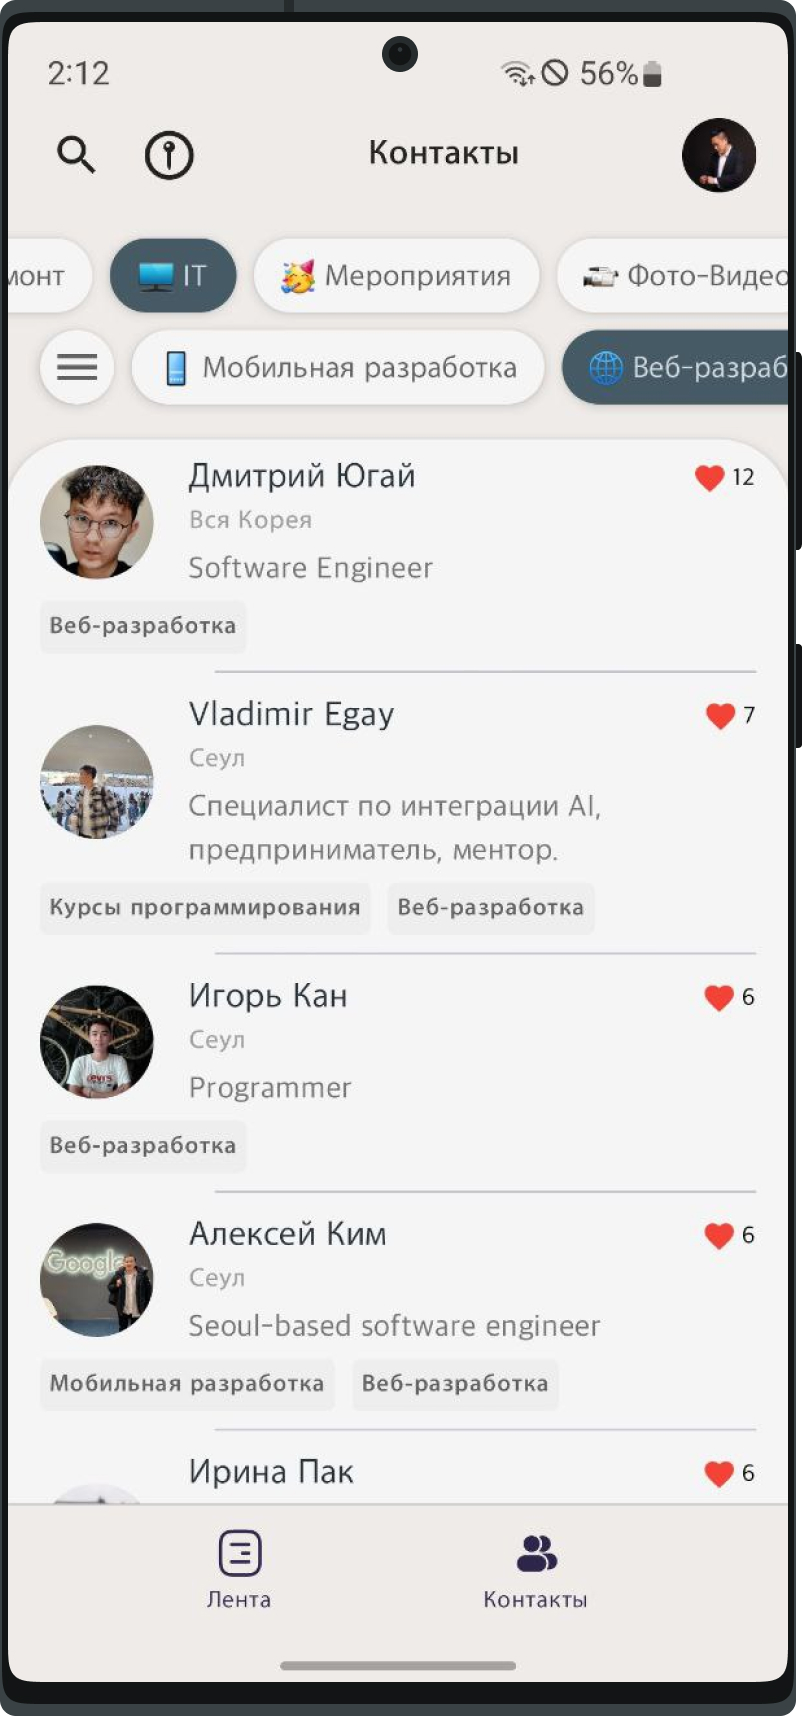 2:12 56%
Контакты
монт IT Мероприятия Фото-Видео
Мобильная разработка Веб-разраб
Дмитрий Югай 12
Вся Корея
Software Engineer
Веб-разработка
Vladimir Egay 7
Сеул
Специалист по интеграции AI,
предприниматель, ментор.
Курсы программирования Веб-разработка
Игорь Кан 6
Сеул
Programmer
Веб-разработка
Алексей Ким 6
Google
Сеул
Seoul-based software engineer
Мобильная разработка Веб-разработка
Ирина Пак 6
Лента Контакты